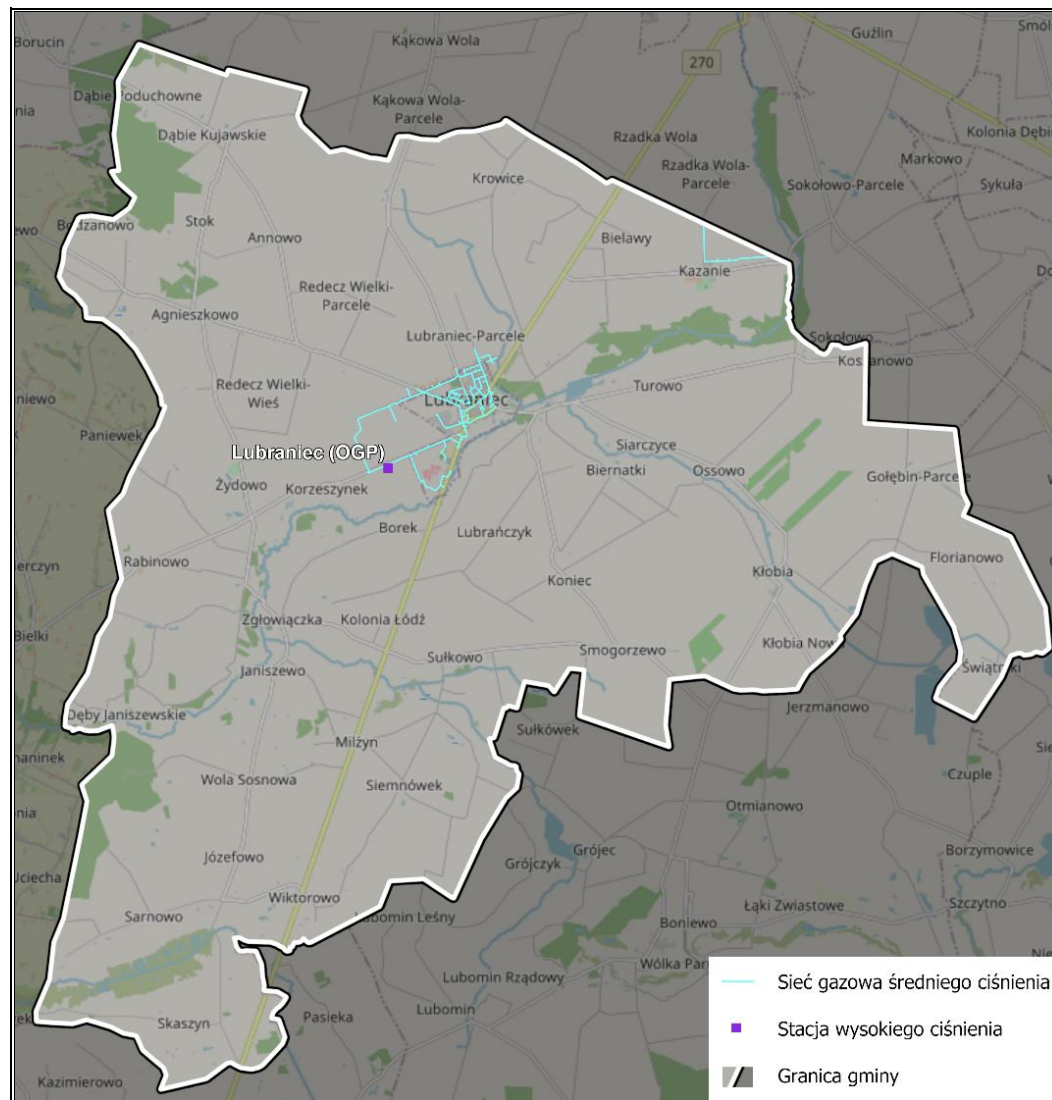 Borucin
Kąkowa Wola
Guźlin
270
Dąbie Poduchowne
Kąkowa Wola-
Parcele
Dąbie Kujawskie
Rzadka Wola
Rzadka Wola-
Parcele
Kolonia Dębi
Markowo
Sokołowo-Parcele
Sykuła
Krowice
Stok
Annowo
Bielawy
Kazanie
Redecz Wielki-
Parcele
Agnieszkowo
Lubraniec-Parcele
Sokołowo
Redecz Wielki-
Wieś
Lubraniec
Turowo
Paniewek
Lubraniec (OGP)
Siarczyce
Żydowo
Korzeszynek
Biernatki
Ossowo
Gołębin-Parcele
Borek
Lubrańczyk
Rabinowo
Florianowo
Koniec
Kłobia
Zgłowiączka
Kolonia Łódź
Bielki
Smogorzewo
Kłobia Nowa
Janiszewo
Sułkowo
Świątniki
Dęby Janiszewskie
Jerzmanowo
Sułkówek
Milżyn
Wola Sosnowa
Siemnówek
Czuple
Otmianowo
Józefowo
Grójec
Grójczyk
Borzymowice
Wiktorowo
Łąki Zwiastowe
Szczytno
Sarnowo
Lubomin Leśny
Boniewo
Wólka Par
Lubomin Rządowy
Skaszyn
Pasieka
Lubomin
Kazimierowo
Sieć gazowa średniego ciśnienia
Stacja wysokiego ciśnienia
Granica gminy